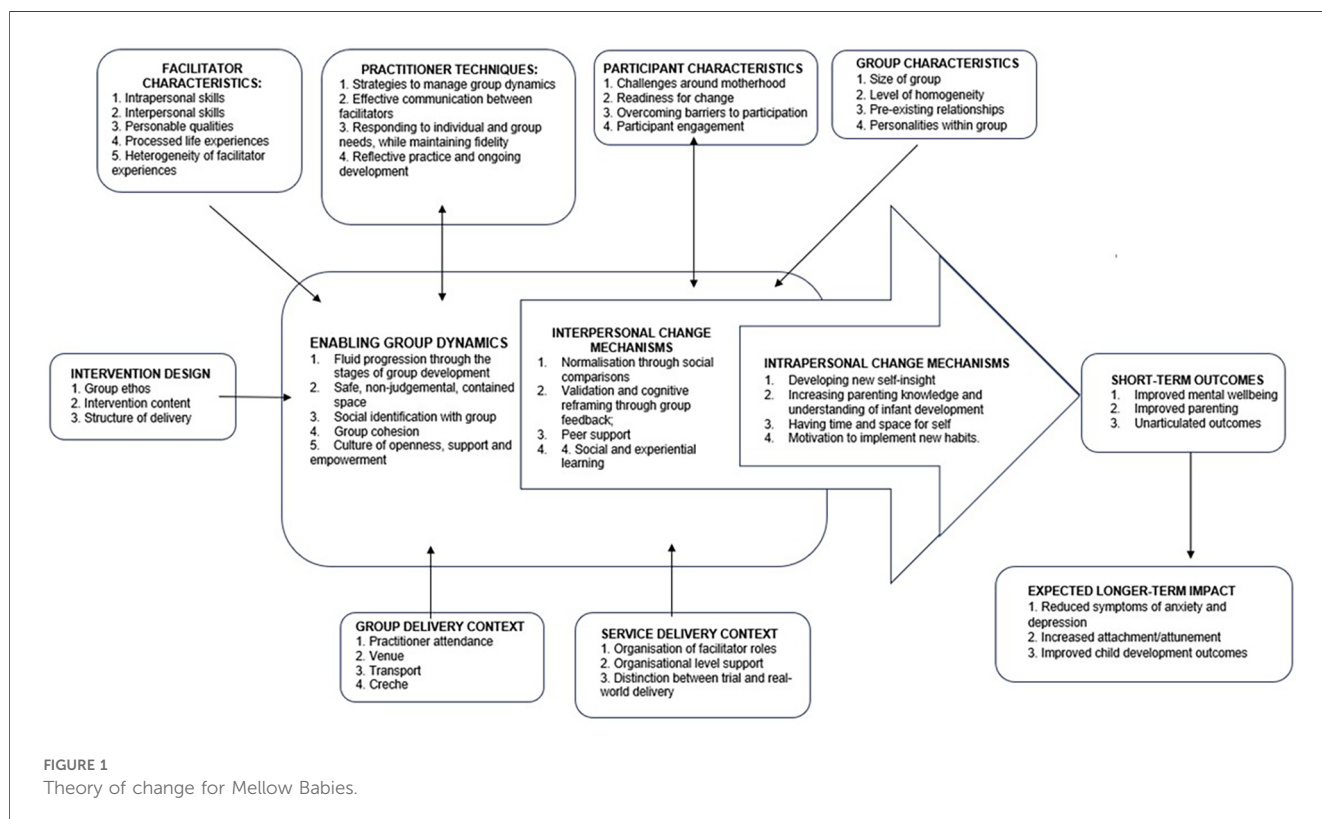 FACILITATOR
CHARACTERISTICS:
1. Intrapersonal skills
2. Interpersonal skills
3. Personable qualities
4. Processed life experiences
5. Heterogeneity of facilitator
experiences
PRACTITIONER TECHNIQUES:
1. Strategies to manage group dynamics
2. Effective communication between
facilitators
3. Responding to individual and group
needs, while maintaining fidelity
4. Reflective practice and ongoing
development
PARTICIPANT CHARACTERISTICS
1. Challenges around motherhood
2. Readiness for change
3. Overcoming barriers to participation
4. Participant engagement
GROUP CHARACTERISTICS
1. Size of group
2. Level of homogeneity
3. Pre-existing relationships
4. Personalities within group
INTERVENTION DESIGN
1. Group ethos
2. Intervention content
3. Structure of delivery
ENABLING GROUP DYNAMICS
1. Fluid progression through the
stages of group development
2. Safe, non-judgemental, contained
space
3. Social identification with group
4. Group cohesion
5. Culture of openness, support and
empowerment
INTERPERSONAL CHANGE
MECHANISMS
1. Normalisation through social
comparisons
2. Validation and cognitive
reframing through group
feedback;
3. Peer support
4. 4. Social and experiential
learning
INTRAPERSONAL CHANGE MECHANISMS
1. Developing new self-insight
2. Increasing parenting knowledge and
understanding of infant development
3. Having time and space for self
4. Motivation to implement new habits.
SHORT-TERM OUTCOMES
1. Improved mental wellbeing
2. Improved parenting
3. Unarticulated outcomes
GROUP DELIVERY CONTEXT
1. Practitioner attendance
2. Venue
3. Transport
4. Creche
SERVICE DELIVERY CONTEXT
1. Organisation of facilitator roles
2. Organisational level support
3. Distinction between trial and real-
world delivery
EXPECTED LONGER-TERM IMPACT
1. Reduced symptoms of anxiety and
depression
2. Increased attachment/attunement
3. Improved child development outcomes
FIGURE 1
Theory of change for Mellow Babies.